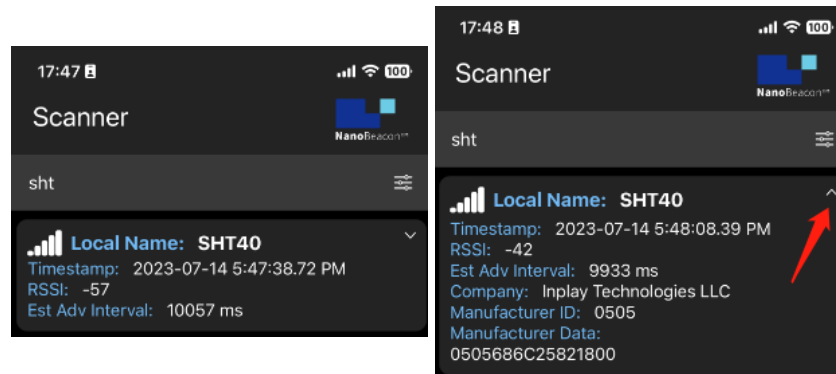 17:47
100
Scanner
NanoBeacon™
sht
Local Name: SHT40
Timestamp: 2023-07-14 5:47:38.72 PM
RSSI: -57
Est Adv Interval: 10057 ms
17:48
100
Scanner
NanoBeacon™
sht
Local Name: SHT40
Timestamp: 2023-07-14 5:48:08.39 PM
RSSI: -42
Est Adv Interval: 9933 ms
Company: Inplay Technologies LLC
Manufacturer ID: 0505
Manufacturer Data:
0505686C25821800